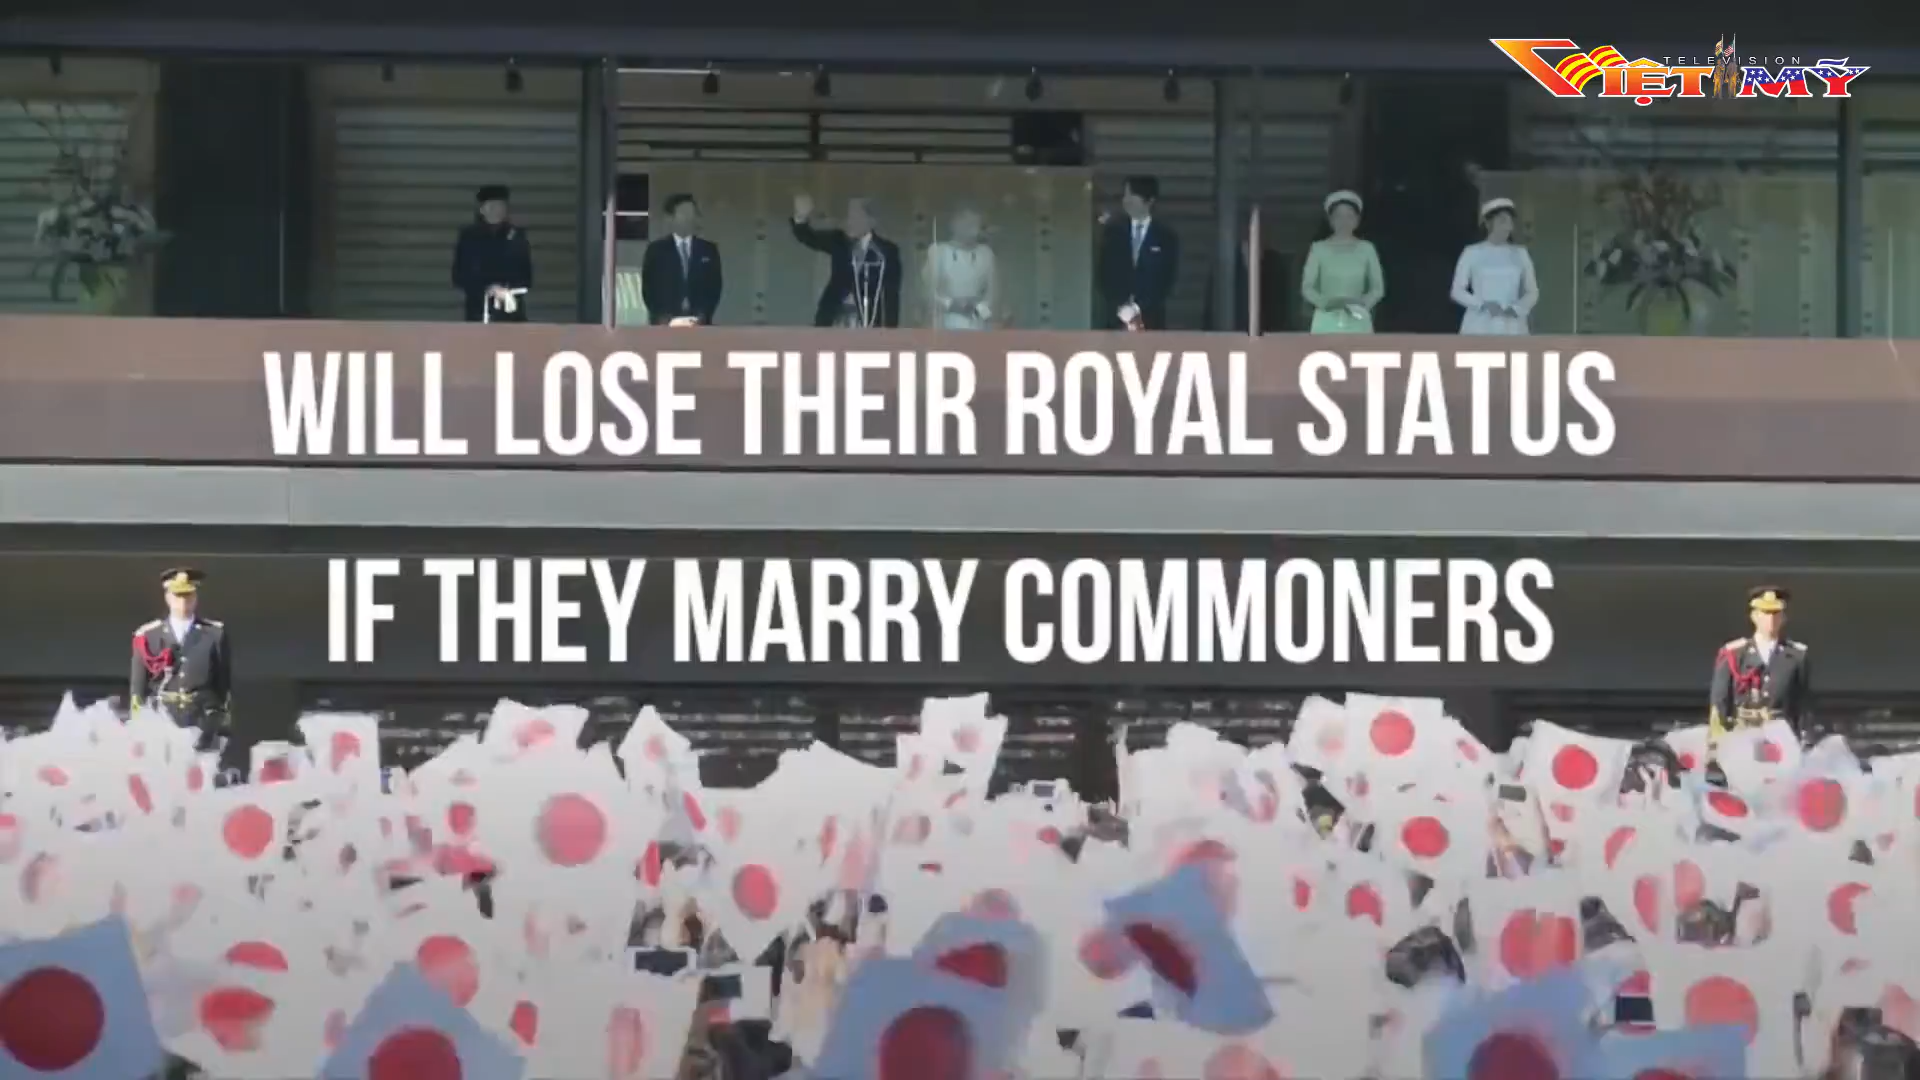 TELEVISION
VIỆT MỸ
WILL LOSE THEIR ROYAL STATUS
IF THEY MARRY COMMONERS